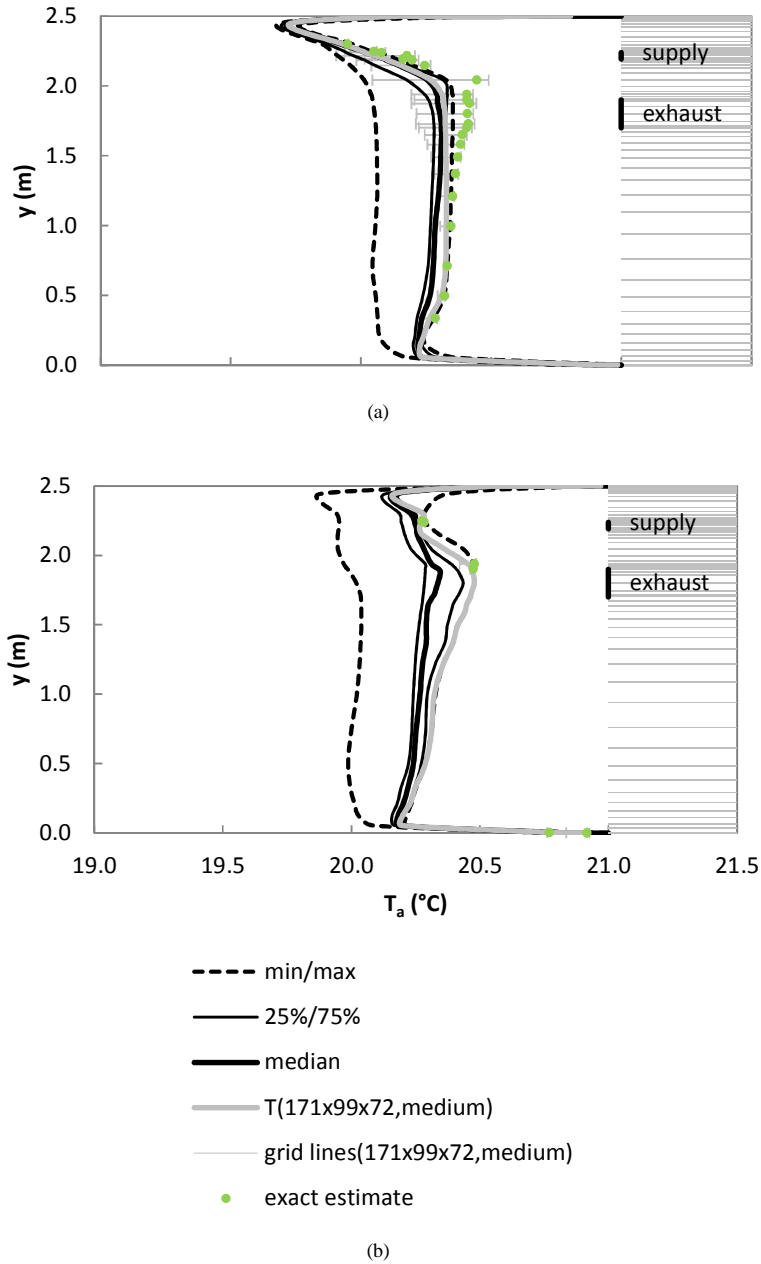 2.5
2.0
1.5
1.0
0.5
0.0
y (m)
supply
exhaust
(a)
2.5
2.0
1.5
1.0
0.5
0.0
y (m)
supply
exhaust
19.0 19.5 20.0 20.5 21.0 21.5
Ta (°C)
min/max
25%/75%
median
T(171x99x72,medium)
grid lines(171x99x72,medium)
exact estimate
(b)